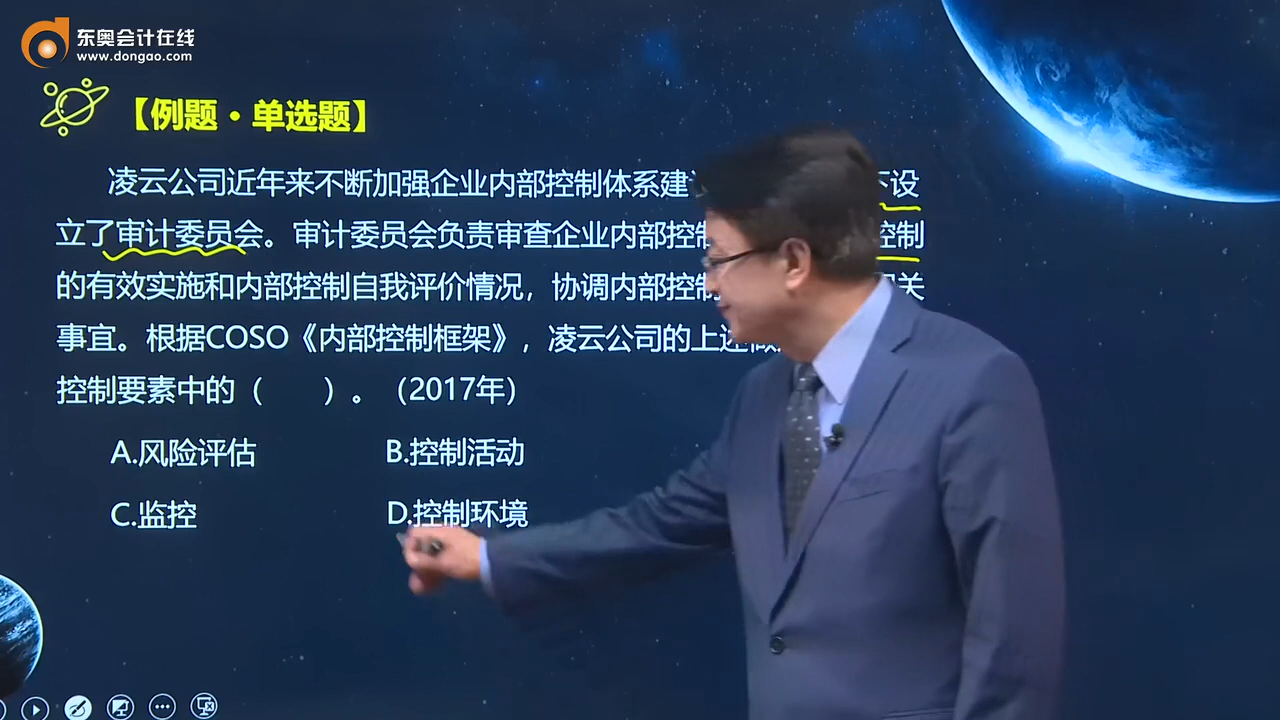 东奥会计在线
www.dongao.com
【例题·单选题】
凌云公司近年来不断加强企业内部控制体系建 下设
立了审计委员会。审计委员会负责审查企业内部控 控制
的有效实施和内部控制自我评价情况，协调内部控制 关
事宜。根据COSO《内部控制框架》，凌云公司的上述
控制要素中的（ ）。（2017年）
A.风险评估 B.控制活动
C.监控 D.控制环境